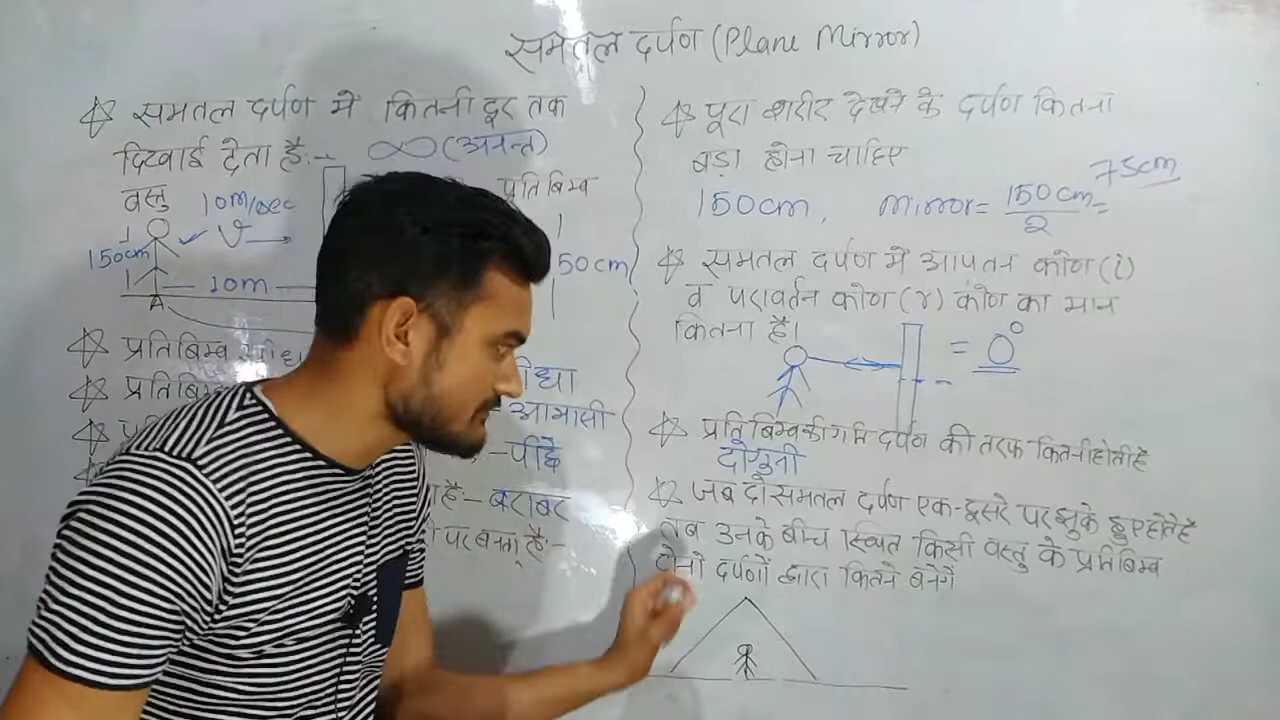 समतल दर्पण (Plane Mirror)
☆ समतल दर्पण में कितनी दूर तक
दिखाई देता है:- ∞ (अनन्त)
वस्तु 10m/sec प्रतिबिम्ब
150cm v 50cm
10m
A
☆ प्रतिबिम्ब सीधा
☆ आभासी
-पीछे
है:- बराबर
पर बनता है:-
☆ पूरा शरीर देखने के दर्पण कितना
बड़ा होना चाहिए
150cm, Mirror = 150cm/2 = 75cm
☆ समतल दर्पण में आपतन कोण (i)
व परावर्तन कोण (r) कोण का मान
कितना है।
= 0°
☆ प्रतिबिम्ब की गति दर्पण की तरफ कितनी होती है
दोगुनी
☆ जब दो समतल दर्पण एक-दूसरे पर झुके हुए होते है
तब उनके बीच स्थित किसी वस्तु के प्रतिबिम्ब
दोनो दर्पणों द्वारा कितने बनेगें